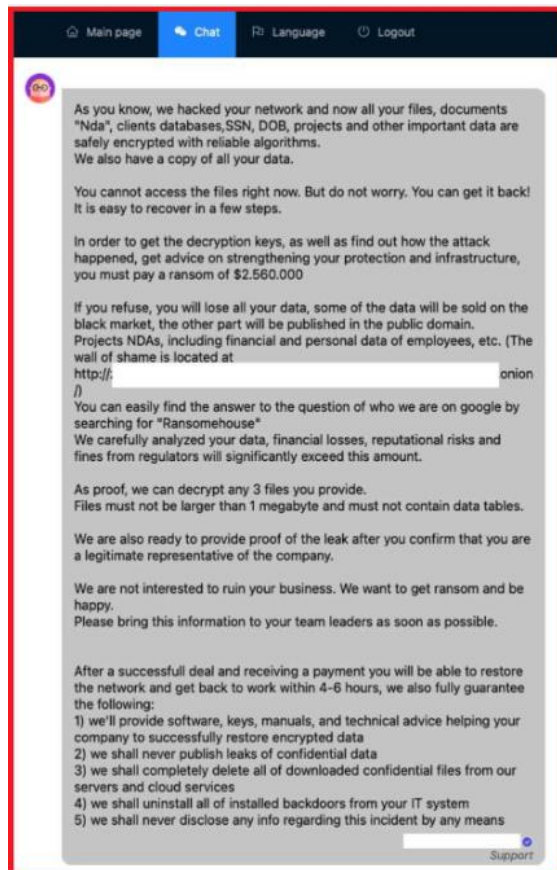 Main page Chat Language Logout
As you know, we hacked your network and now all your files, documents
"Nda", clients databases,SSN, DOB, projects and other important data are
safely encrypted with reliable algorithms.
We also have a copy of all your data.
You cannot access the files right now. But do not worry. You can get it back!
It is easy to recover in a few steps.
In order to get the decryption keys, as well as find out how the attack
happened, get advice on strengthening your protection and infrastructure,
you must pay a ransom of $2.560.000
If you refuse, you will lose all your data, some of the data will be sold on the
black market, the other part will be published in the public domain.
Projects NDAs, including financial and personal data of employees, etc. (The
wall of shame is located at
http://: onion
/)
You can easily find the answer to the question of who we are on google by
searching for "Ransomehouse"
We carefully analyzed your data, financial losses, reputational risks and
fines from regulators will significantly exceed this amount.
As proof, we can decrypt any 3 files you provide.
Files must not be larger than 1 megabyte and must not contain data tables.
We are also ready to provide proof of the leak after you confirm that you are
a legitimate representative of the company.
We are not interested to ruin your business. We want to get ransom and be
happy.
Please bring this information to your team leaders as soon as possible.
After a successfull deal and receiving a payment you will be able to restore
the network and get back to work within 4-6 hours, we also fully guarantee
the following:
1) we'll provide software, keys, manuals, and technical advice helping your
company to successfully restore encrypted data
2) we shall never publish leaks of confidential data
3) we shall completely delete all of downloaded confidential files from our
servers and cloud services
4) we shall uninstall all of installed backdoors from your IT system
5) we shall never disclose any info regarding this incident by any means
Support